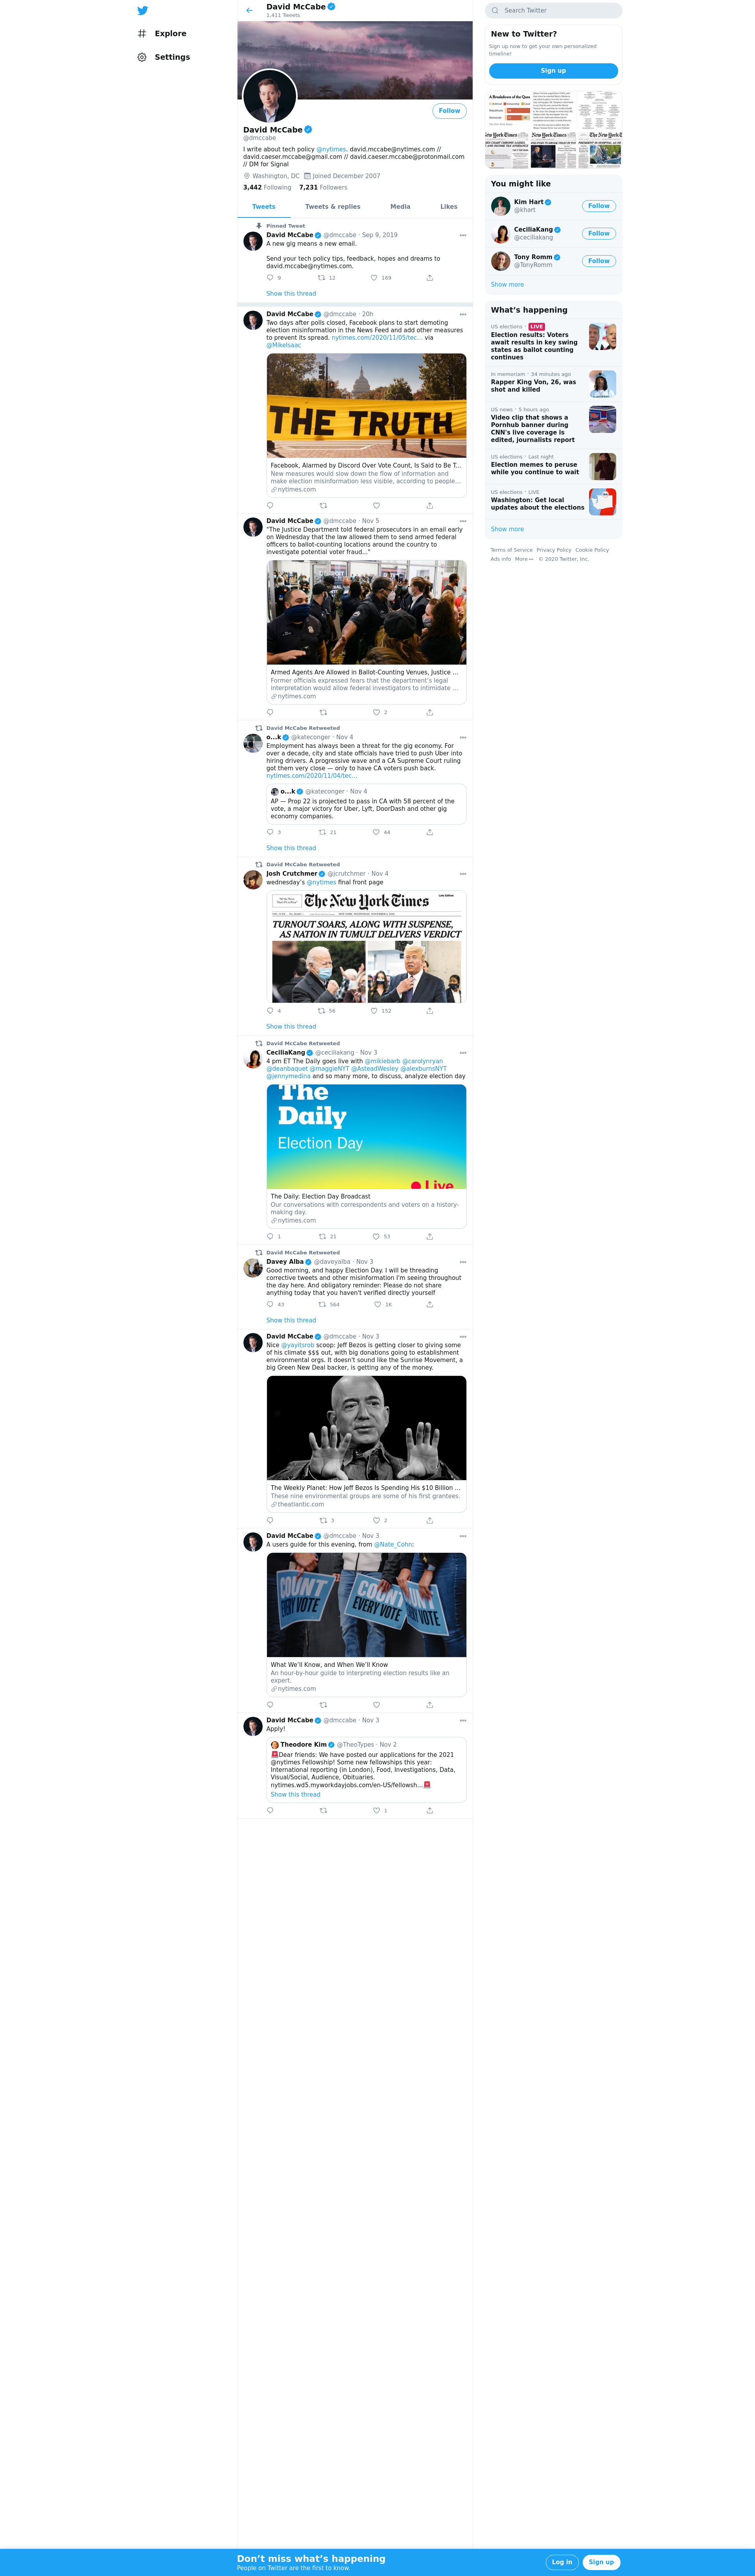 Explore
Settings
David McCabe
1,411 Tweets
Follow
David McCabe
@dmccabe
I write about tech policy @nytimes. david.mccabe@nytimes.com //
david.caeser.mccabe@gmail.com // david.caeser.mccabe@protonmail.com
// DM for Signal
Washington, DC Joined December 2007
3,442 Following 7,231 Followers
Tweets Tweets & replies Media Likes
Pinned Tweet
David McCabe @dmccabe · Sep 9, 2019
A new gig means a new email.
Send your tech policy tips, feedback, hopes and dreams to
david.mccabe@nytimes.com.
9 12 169
Show this thread
David McCabe @dmccabe · 20h
Two days after polls closed, Facebook plans to start demoting
election misinformation in the News Feed and add other measures
to prevent its spread. nytimes.com/2020/11/05/tec… via
@MikeIsaac
THE TRUTH
Facebook, Alarmed by Discord Over Vote Count, Is Said to Be T...
New measures would slow down the flow of information and
make election misinformation less visible, according to people...
nytimes.com
David McCabe @dmccabe · Nov 5
"The Justice Department told federal prosecutors in an email early
on Wednesday that the law allowed them to send armed federal
officers to ballot-counting locations around the country to
investigate potential voter fraud..."
Armed Agents Are Allowed in Ballot-Counting Venues, Justice ...
Former officials expressed fears that the department's legal
interpretation would allow federal investigators to intimidate ...
nytimes.com
2
David McCabe Retweeted
o...k @kateconger · Nov 4
Employment has always been a threat for the gig economy. For
over a decade, city and state officials have tried to push Uber into
hiring drivers. A progressive wave and a CA Supreme Court ruling
got them very close — only to have CA voters push back.
nytimes.com/2020/11/04/tec…
o...k @kateconger · Nov 4
AP — Prop 22 is projected to pass in CA with 58 percent of the
vote, a major victory for Uber, Lyft, DoorDash and other gig
economy companies.
3 21 44
Show this thread
David McCabe Retweeted
Josh Crutchmer @jcrutchmer · Nov 4
wednesday's @nytimes final front page
The New York Times
TURNOUT SOARS, ALONG WITH SUSPENSE,
AS NATION IN TUMULT DELIVERS VERDICT
4 56 152
Show this thread
David McCabe Retweeted
CeciliaKang @ceciliakang · Nov 3
4 pm ET The Daily goes live with @mikiebarb @carolynryan
@deanbaquet @maggieNYT @AsteadWesley @alexburnsNYT
@jennymedina and so many more, to discuss, analyze election day
The
Daily
Election Day
Live
The Daily: Election Day Broadcast
Our conversations with correspondents and voters on a history-
making day.
nytimes.com
1 21 53
David McCabe Retweeted
Davey Alba @daveyalba · Nov 3
Good morning, and happy Election Day. I will be threading
corrective tweets and other misinformation I'm seeing throughout
the day here. And obligatory reminder: Please do not share
anything today that you haven't verified directly yourself
43 564 1K
Show this thread
David McCabe @dmccabe · Nov 3
Nice @yayitsrob scoop: Jeff Bezos is getting closer to giving some
of his climate $$$ out, with big donations going to establishment
environmental orgs. It doesn't sound like the Sunrise Movement, a
big Green New Deal backer, is getting any of the money.
The Weekly Planet: How Jeff Bezos Is Spending His $10 Billion ...
These nine environmental groups are some of his first grantees.
theatlantic.com
3 2
David McCabe @dmccabe · Nov 3
A users guide for this evening, from @Nate_Cohn:
COUNT EVERY VOTE
COUNT EVERY VOTE
What We'll Know, and When We'll Know
An hour-by-hour guide to interpreting election results like an
expert.
nytimes.com
David McCabe @dmccabe · Nov 3
Apply!
Theodore Kim @TheoTypes · Nov 2
🚨Dear friends: We have posted our applications for the 2021
@nytimes Fellowship! Some new fellowships this year:
International reporting (in London), Food, Investigations, Data,
Visual/Social, Audience, Obituaries.
nytimes.wd5.myworkdayjobs.com/en-US/fellowsh…🚨
Show this thread
1
Search Twitter
New to Twitter?
Sign up now to get your own personalized
timeline!
Sign up
You might like
Kim Hart
@khart
Follow
CeciliaKang
@ceciliakang
Follow
Tony Romm
@TonyRomm
Follow
Show more
What's happening
US elections · LIVE
Election results: Voters
await results in key swing
states as ballot counting
continues
In memoriam · 34 minutes ago
Rapper King Von, 26, was
shot and killed
US news · 5 hours ago
Video clip that shows a
Pornhub banner during
CNN's live coverage is
edited, journalists report
US elections · Last night
Election memes to peruse
while you continue to wait
US elections · LIVE
Washington: Get local
updates about the elections
Show more
Terms of Service Privacy Policy Cookie Policy
Ads info More © 2020 Twitter, Inc.
Don't miss what's happening
People on Twitter are the first to know.
Log in Sign up